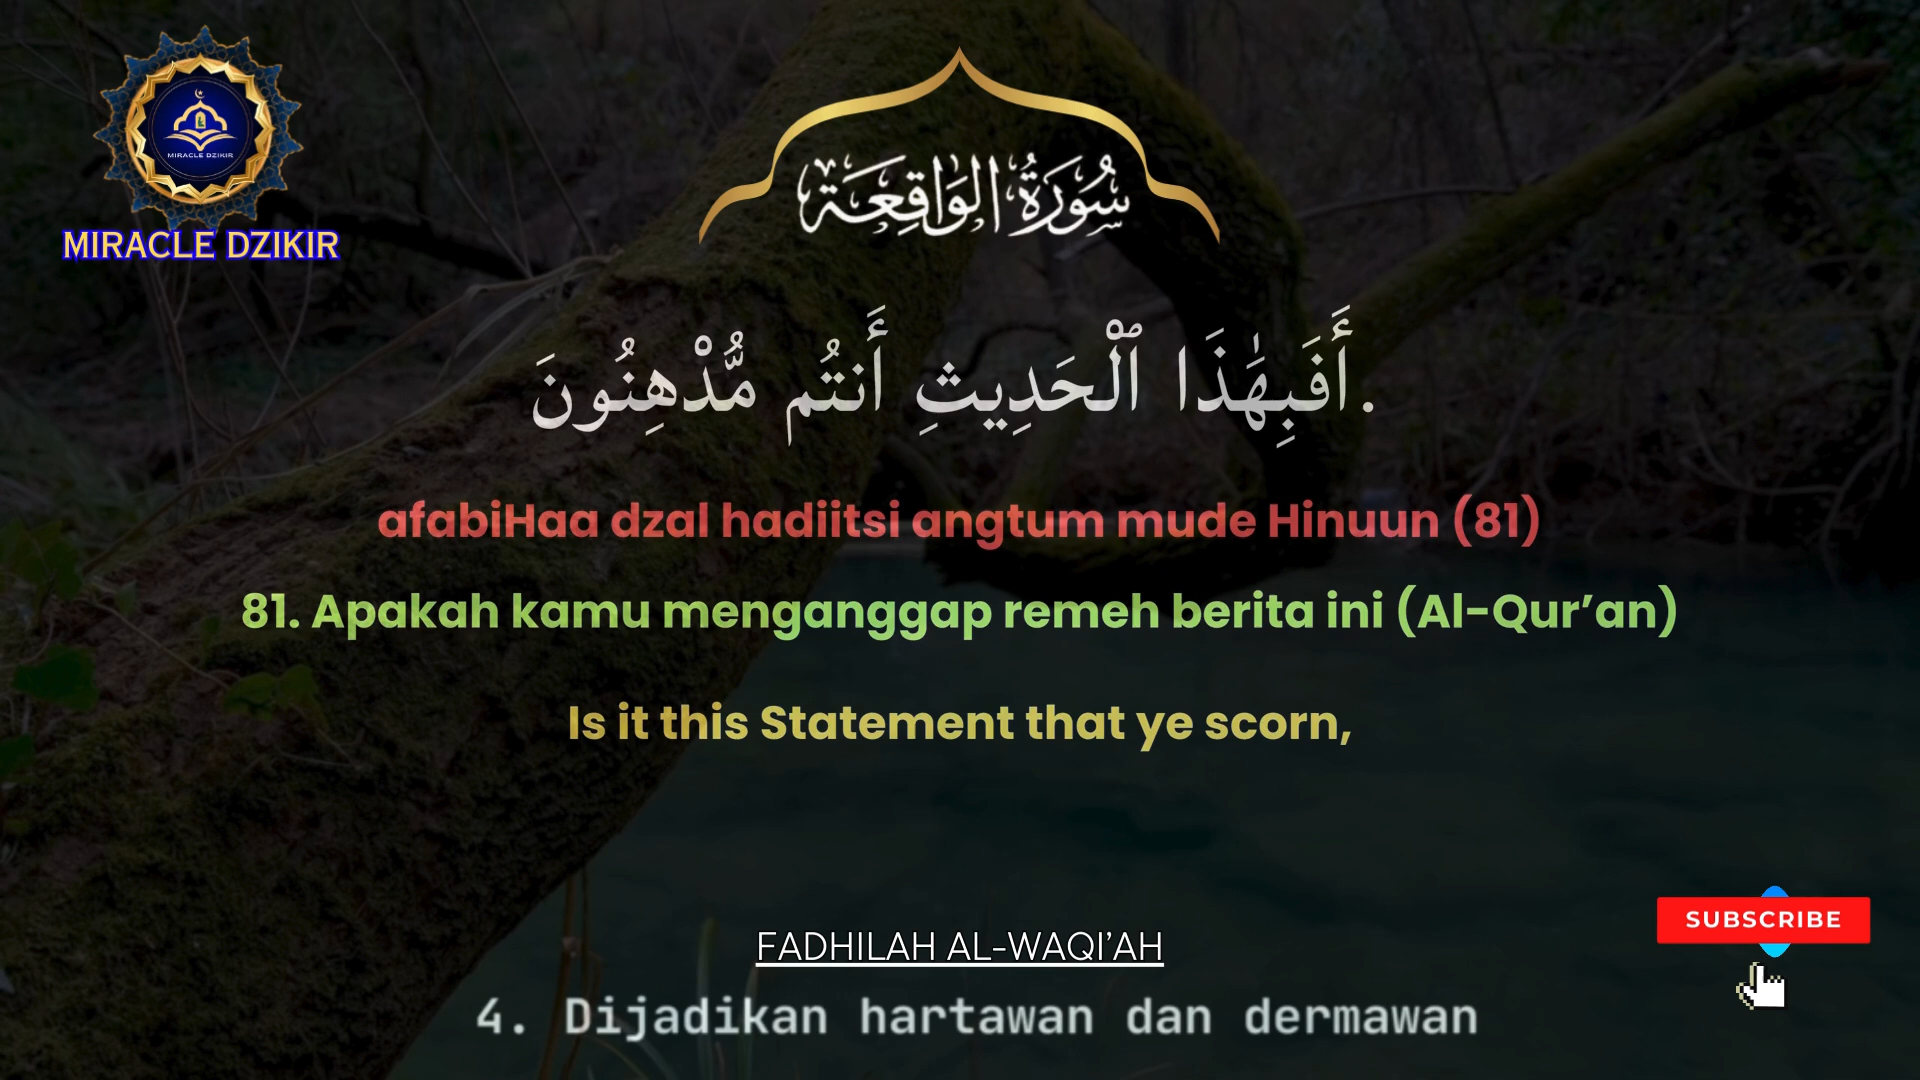 سُورَةُ الوَاقِعَة
MIRACLE DZIKIR
MIRACLE DZIKIR
أَفَبِهَٰذَا ٱلْحَدِيثِ أَنتُم مُّدْهِنُونَ.
afabiHaa dzal hadiitsi angtum mude Hinuun (81)
81. Apakah kamu menganggap remeh berita ini (Al-Qur’an)
Is it this Statement that ye scorn,
SUBSCRIBE
FADHILAH AL-WAQI’AH
4. Dijadikan hartawan dan dermawan